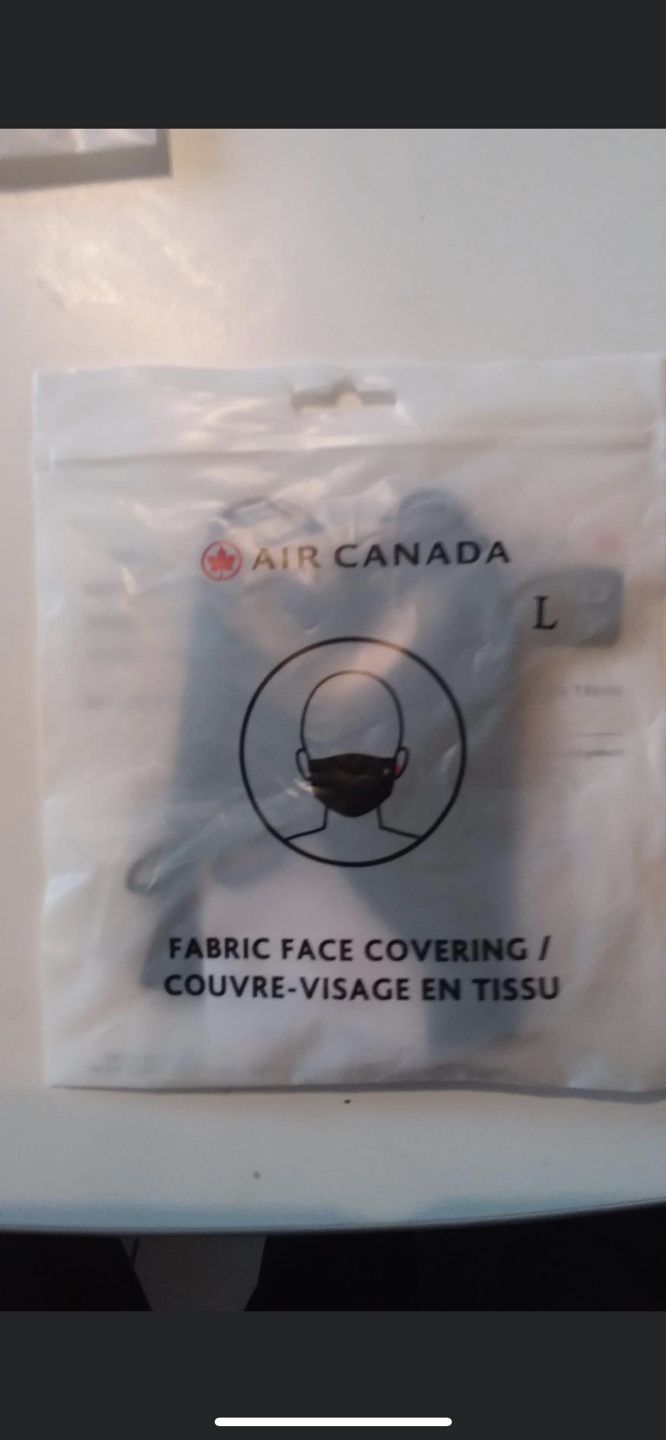 AIR CANADA
L
FABRIC FACE COVERING /
COUVRE-VISAGE EN TISSU